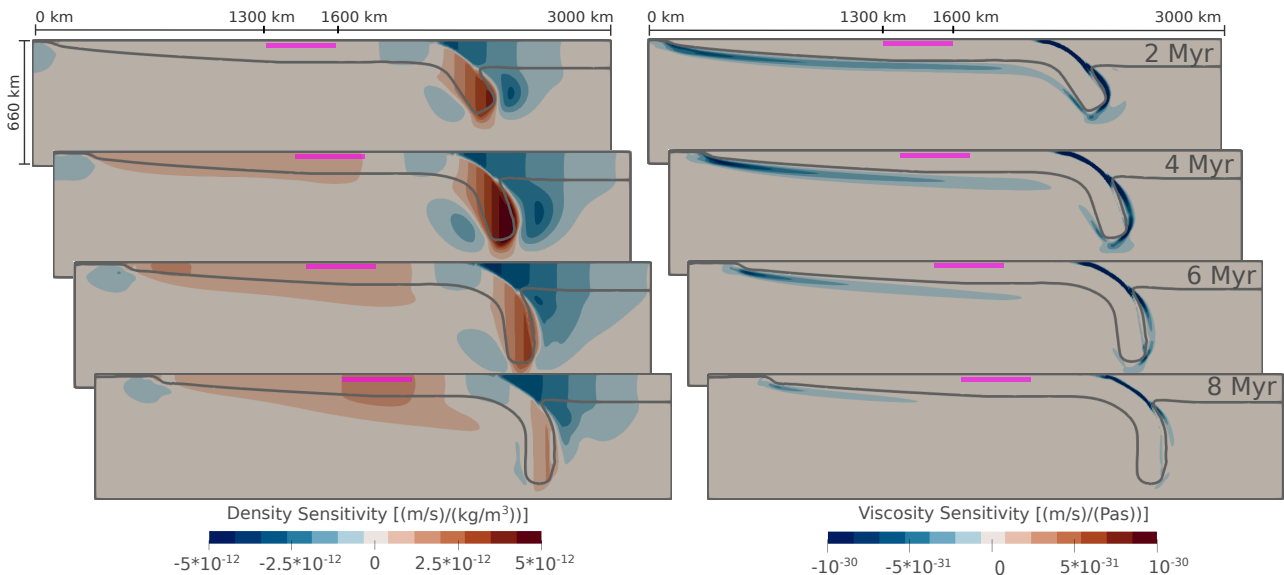 0 km 1300 km 1600 km 3000 km
0 km 1300 km 1600 km 3000 km
660 km
2 Myr
4 Myr
6 Myr
8 Myr
Density Sensitivity [(m/s)/(kg/m³))]
-5*10⁻¹² -2.5*10⁻¹² 0 2.5*10⁻¹² 5*10⁻¹²
Viscosity Sensitivity [(m/s)/(Pas)]
-10⁻³⁰ -5*10⁻³¹ 0 5*10⁻³¹ 10⁻³⁰